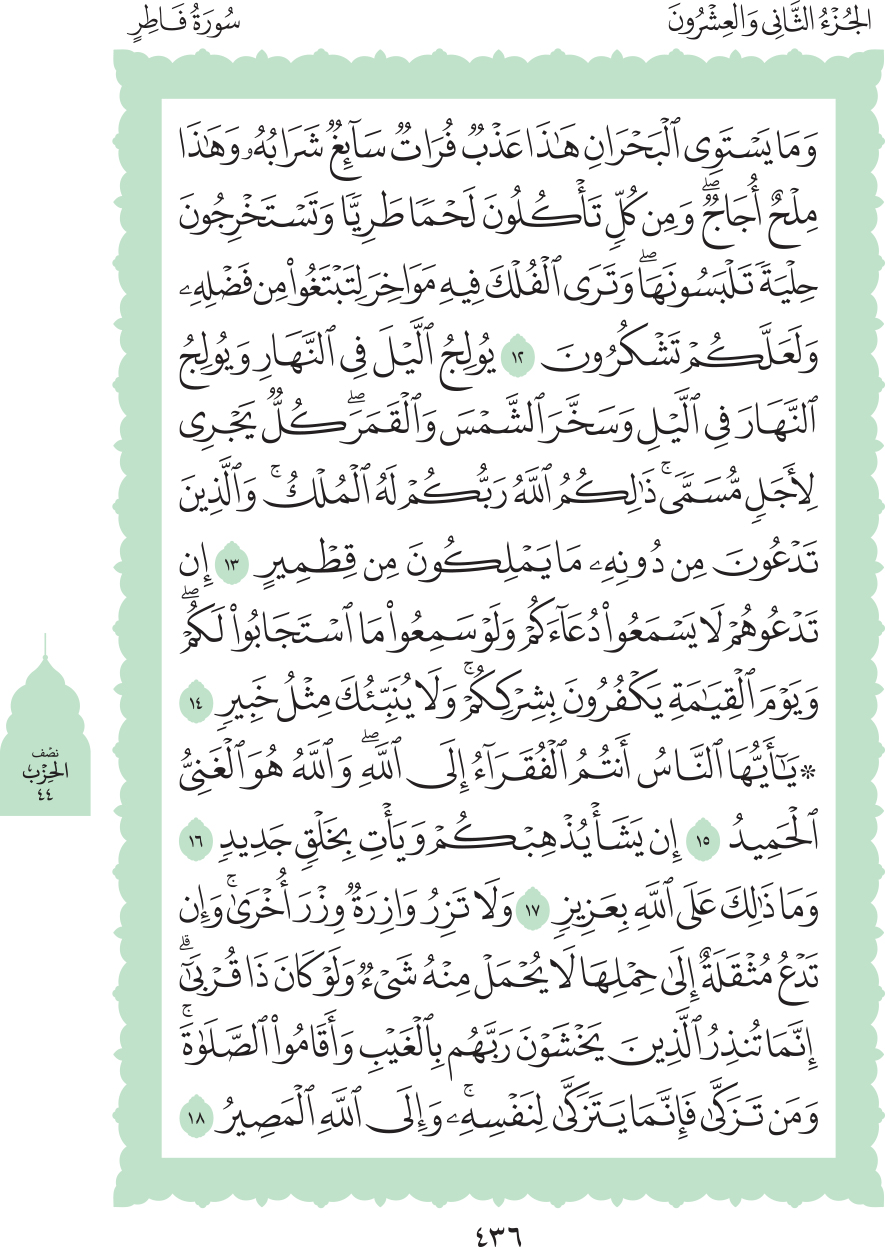 الجُزْءُ الثَّانِي وَالعِشْرُونَ
سُورَةُ فَاطِرٍ
وَمَا يَسْتَوِي ٱلْبَحْرَانِ هَٰذَا عَذْبٌ فُرَاتٌ سَآئِغٌ شَرَابُهُۥ وَهَٰذَا
مِلْحٌ أُجَاجٌۖ وَمِن كُلٍّ تَأْكُلُونَ لَحْمًا طَرِيًّا وَتَسْتَخْرِجُونَ
حِلْيَةً تَلْبَسُونَهَاۖ وَتَرَى ٱلْفُلْكَ فِيهِ مَوَاخِرَ لِتَبْتَغُوا۟ مِن فَضْلِهِۦ
وَلَعَلَّكُمْ تَشْكُرُونَ ١٢ يُولِجُ ٱلَّيْلَ فِي ٱلنَّهَارِ وَيُولِجُ
ٱلنَّهَارَ فِي ٱلَّيْلِ وَسَخَّرَ ٱلشَّمْسَ وَٱلْقَمَرَۖ كُلٌّ يَجْرِي
لِأَجَلٍ مُّسَمًّىۚ ذَٰلِكُمُ ٱللَّهُ رَبُّكُمْ لَهُ ٱلْمُلْكُۚ وَٱلَّذِينَ
تَدْعُونَ مِن دُونِهِۦ مَا يَمْلِكُونَ مِن قِطْمِيرٍ ١٣ إِن
تَدْعُوهُمْ لَا يَسْمَعُوا۟ دُعَآءَكُمْ وَلَوْ سَمِعُوا۟ مَا ٱسْتَجَابُوا۟ لَكُمْۖ
وَيَوْمَ ٱلْقِيَٰمَةِ يَكْفُرُونَ بِشِرْكِكُمْۚ وَلَا يُنَبِّئُكَ مِثْلُ خَبِيرٍ ١٤
* يَٰٓأَيُّهَا ٱلنَّاسُ أَنتُمُ ٱلْفُقَرَآءُ إِلَى ٱللَّهِۖ وَٱللَّهُ هُوَ ٱلْغَنِيُّ
ٱلْحَمِيدُ ١٥ إِن يَشَأْ يُذْهِبْكُمْ وَيَأْتِ بِخَلْقٍ جَدِيدٍ ١٦
وَمَا ذَٰلِكَ عَلَى ٱللَّهِ بِعَزِيزٍ ١٧ وَلَا تَزِرُ وَازِرَةٌ وِزْرَ أُخْرَىٰۚ وَإِن
تَدْعُ مُثْقَلَةٌ إِلَىٰ حِمْلِهَا لَا يُحْمَلْ مِنْهُ شَيْءٌ وَلَوْ كَانَ ذَا قُرْبَىٰٓۗ
إِنَّمَا تُنذِرُ ٱلَّذِينَ يَخْشَوْنَ رَبَّهُم بِٱلْغَيْبِ وَأَقَامُوا۟ ٱلصَّلَوٰةَۚ
وَمَن تَزَكَّىٰ فَإِنَّمَا يَتَزَكَّىٰ لِنَفْسِهِۦۚ وَإِلَى ٱللَّهِ ٱلْمَصِيرُ ١٨
نصف
الحزب
٤٤
٤٣٦